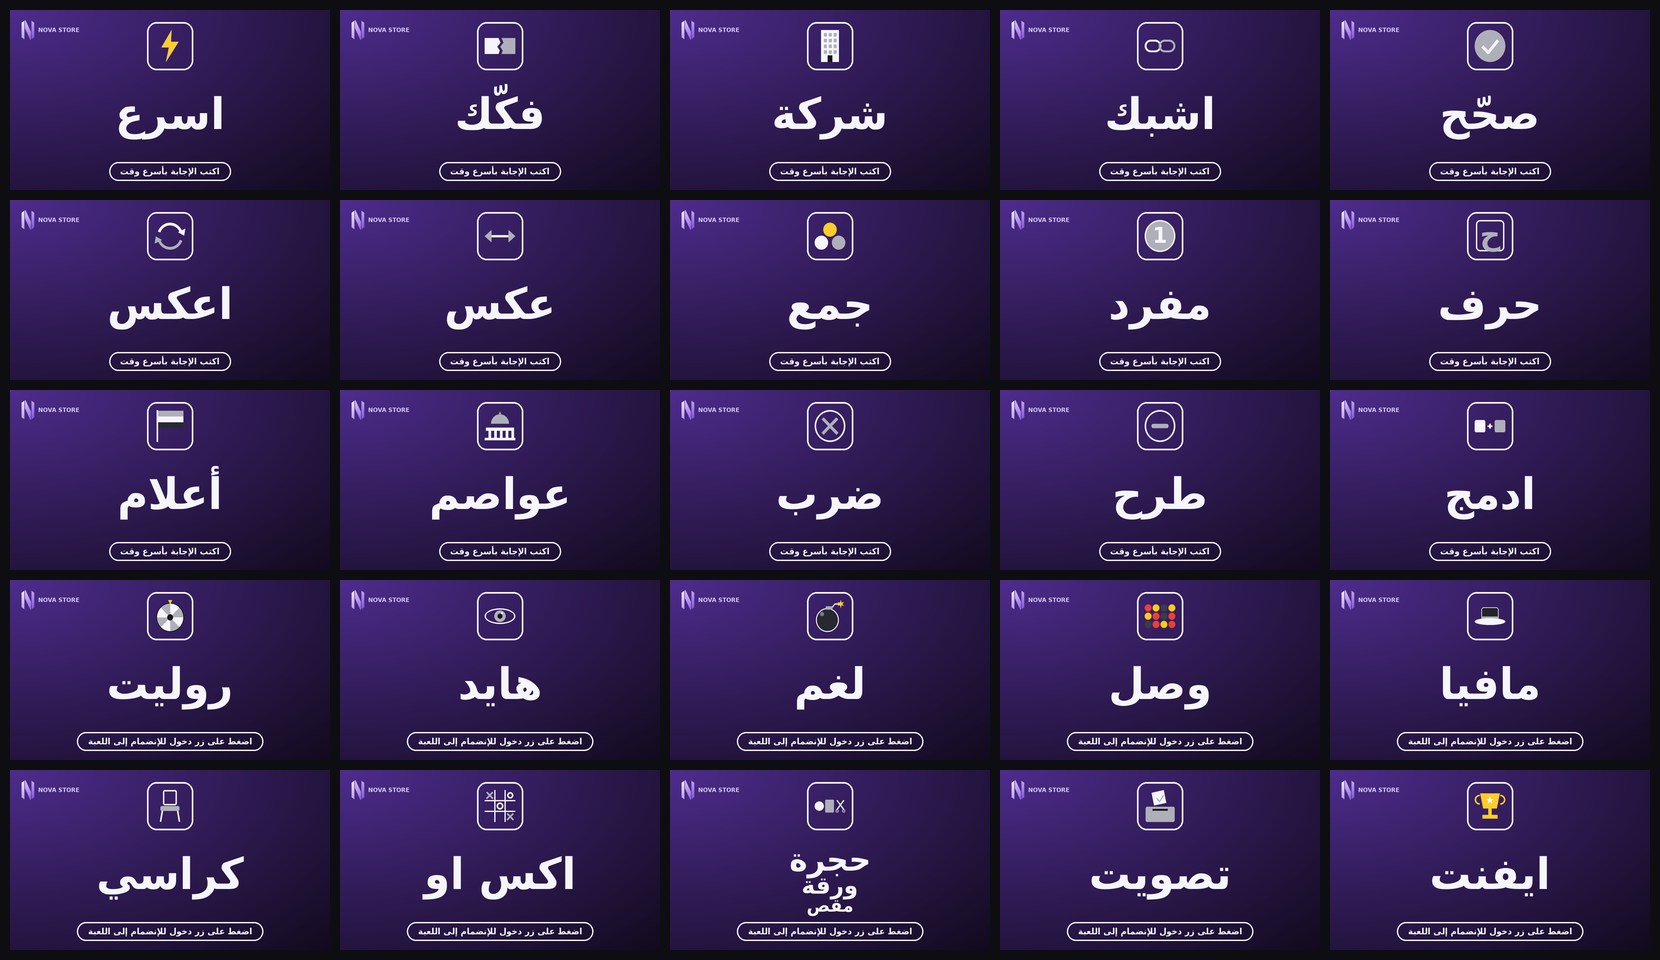 NOVA STORE
اسرع
اكتب الإجابة بأسرع وقت
NOVA STORE
فكّك
اكتب الإجابة بأسرع وقت
NOVA STORE
شركة
اكتب الإجابة بأسرع وقت
NOVA STORE
اشبك
اكتب الإجابة بأسرع وقت
NOVA STORE
صحّح
اكتب الإجابة بأسرع وقت
NOVA STORE
اعكس
اكتب الإجابة بأسرع وقت
NOVA STORE
عكس
اكتب الإجابة بأسرع وقت
NOVA STORE
جمع
اكتب الإجابة بأسرع وقت
NOVA STORE
1
مفرد
اكتب الإجابة بأسرع وقت
NOVA STORE
ح
حرف
اكتب الإجابة بأسرع وقت
NOVA STORE
أعلام
اكتب الإجابة بأسرع وقت
NOVA STORE
عواصم
اكتب الإجابة بأسرع وقت
NOVA STORE
ضرب
اكتب الإجابة بأسرع وقت
NOVA STORE
طرح
اكتب الإجابة بأسرع وقت
NOVA STORE
ادمج
اكتب الإجابة بأسرع وقت
NOVA STORE
روليت
اضغط على زر دخول للإنضمام إلى اللعبة
NOVA STORE
هايد
اضغط على زر دخول للإنضمام إلى اللعبة
NOVA STORE
لغم
اضغط على زر دخول للإنضمام إلى اللعبة
NOVA STORE
وصل
اضغط على زر دخول للإنضمام إلى اللعبة
NOVA STORE
مافيا
اضغط على زر دخول للإنضمام إلى اللعبة
NOVA STORE
كراسي
اضغط على زر دخول للإنضمام إلى اللعبة
NOVA STORE
اكس او
اضغط على زر دخول للإنضمام إلى اللعبة
NOVA STORE
حجرة
ورقة
مقص
اضغط على زر دخول للإنضمام إلى اللعبة
NOVA STORE
تصويت
اضغط على زر دخول للإنضمام إلى اللعبة
NOVA STORE
ايفنت
اضغط على زر دخول للإنضمام إلى اللعبة